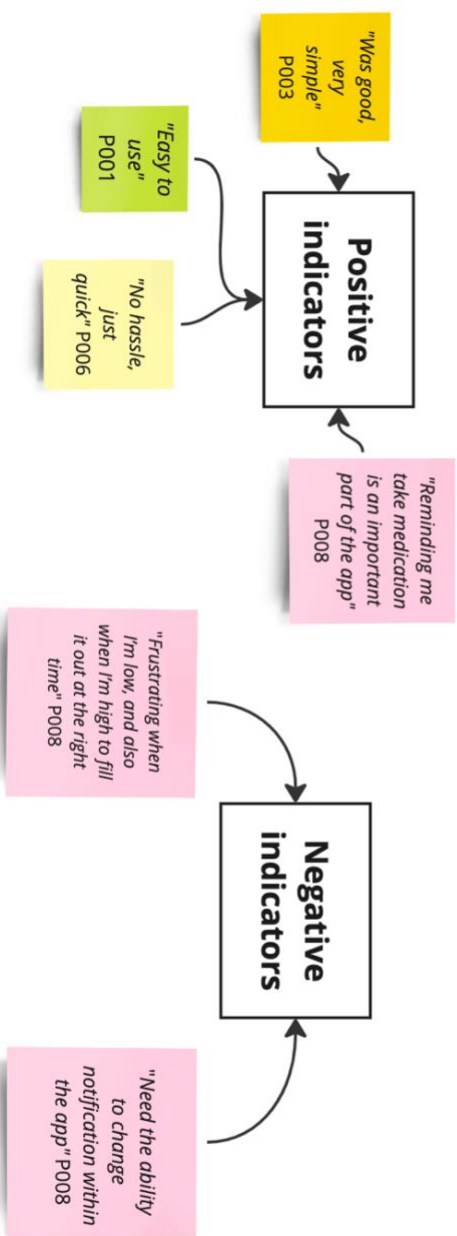 "Was good,
very
simple"
P003
"Easy to
use"
P001
"No hassle,
just
quick" P006
Positive
indicators
"Reminding me
take medication
is an important
part of the app"
P008
"Frustrating when
I'm low, and also
when I'm high to fill
it out at the right
time" P008
Negative
indicators
"Need the ability
to change
notification within
the app" P008